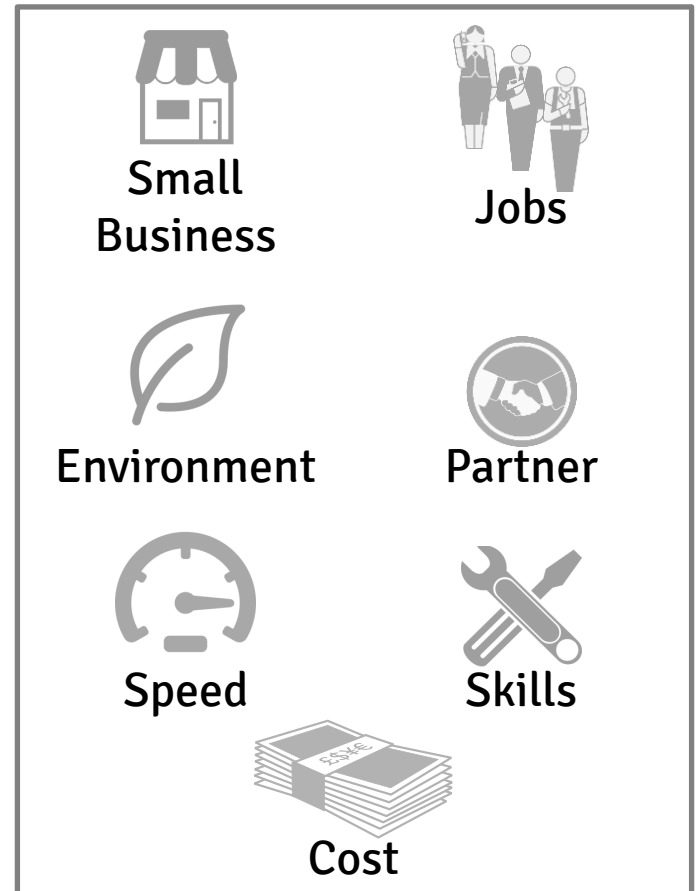 Small
Business
Jobs
Environment
Partner
Speed
Skills
£$¥€
Cost